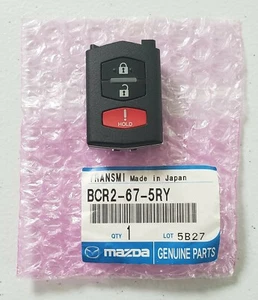 HOLD
TRANSMI Made in Japan
BCR2-67-5RY
QTY 1 LOT 5B27
mazda GENUINE PARTS